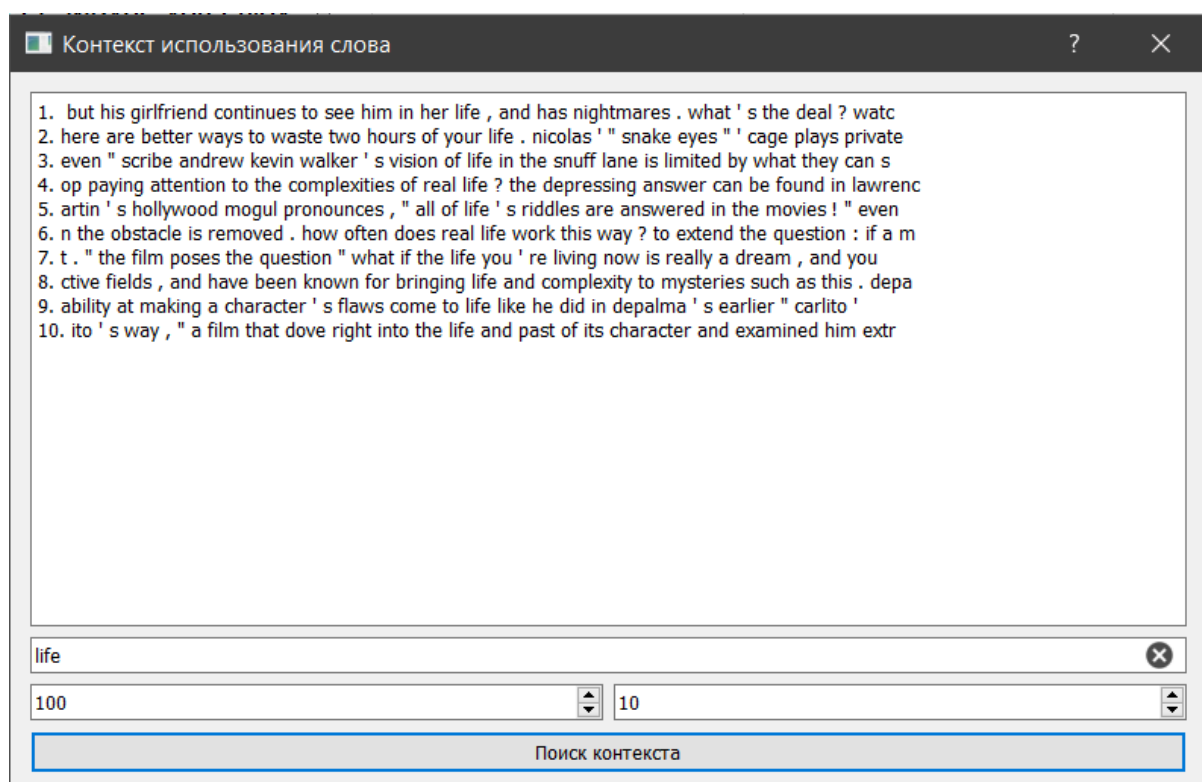 Контекст использования слова
?
1.  but his girlfriend continues to see him in her life , and has nightmares . what ' s the deal ? watc
2. here are better ways to waste two hours of your life . nicolas ' " snake eyes " ' cage plays private
3. even " scribe andrew kevin walker ' s vision of life in the snuff lane is limited by what they can s
4. op paying attention to the complexities of real life ? the depressing answer can be found in lawrenc
5. artin ' s hollywood mogul pronounces , " all of life ' s riddles are answered in the movies ! " even
6. n the obstacle is removed . how often does real life work this way ? to extend the question : if a m
7. t . " the film poses the question " what if the life you ' re living now is really a dream , and you
8. ctive fields , and have been known for bringing life and complexity to mysteries such as this . depa
9. ability at making a character ' s flaws come to life like he did in depalma ' s earlier " carlito '
10. ito ' s way , " a film that dove right into the life and past of its character and examined him extr
life
100
10
Поиск контекста